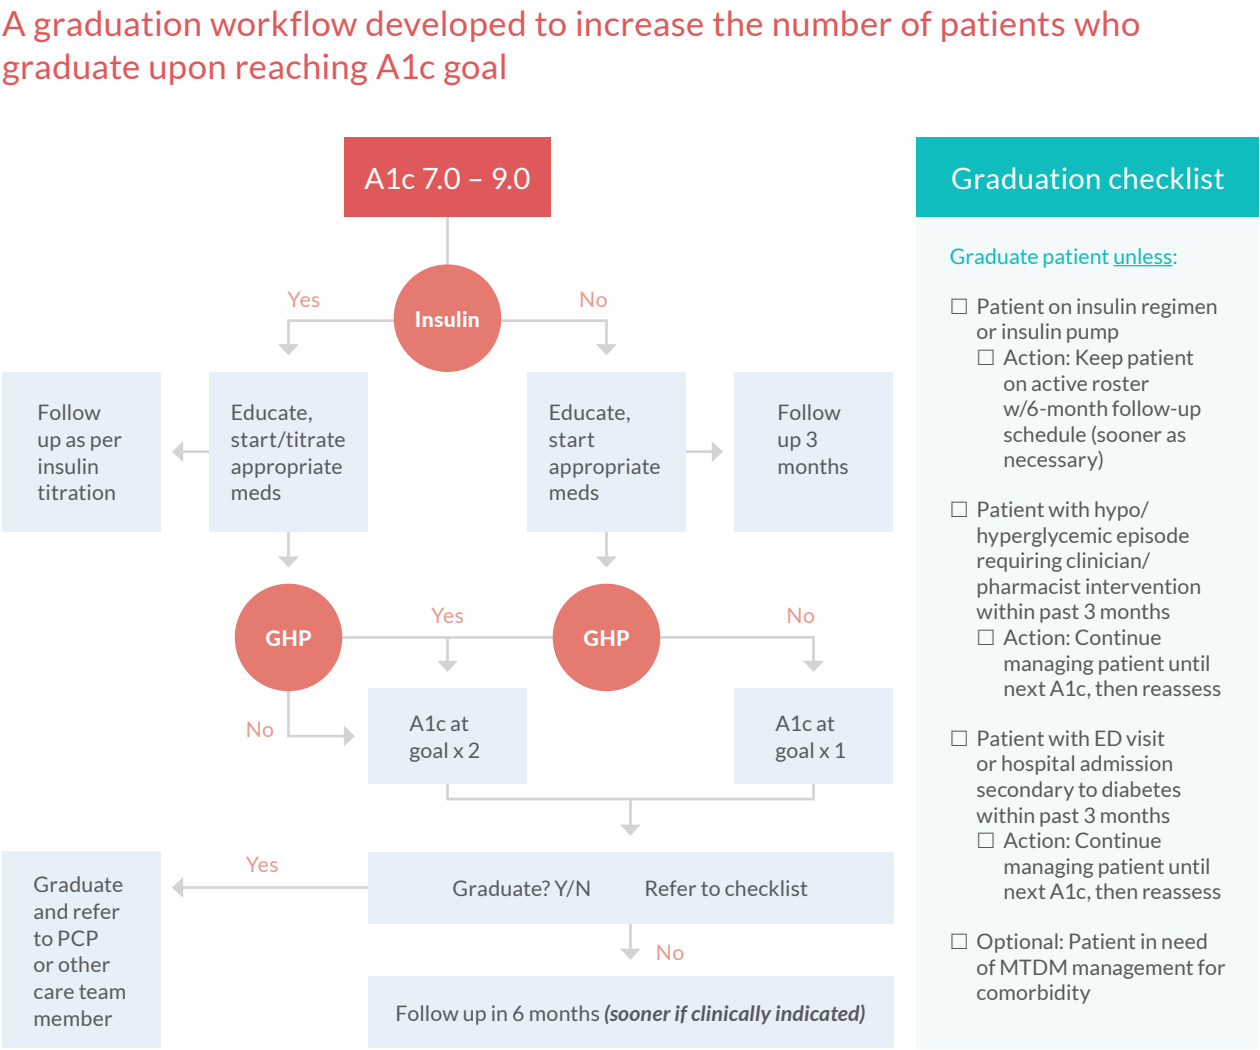 A graduation workflow developed to increase the number of patients who
graduate upon reaching A1c goal
A1c 7.0 – 9.0
Insulin
Yes
No
Follow
up as per
insulin
titration
Educate,
start/titrate
appropriate
meds
Educate,
start
appropriate
meds
Follow
up 3
months
GHP
Yes
GHP
No
No
A1c at
goal x 2
A1c at
goal x 1
Yes
Graduate
and refer
to PCP
or other
care team
member
Graduate? Y/N Refer to checklist
No
Follow up in 6 months (sooner if clinically indicated)
Graduation checklist
Graduate patient unless:
☐ Patient on insulin regimen
or insulin pump
☐ Action: Keep patient
on active roster
w/6-month follow-up
schedule (sooner as
necessary)
☐ Patient with hypo/
hyperglycemic episode
requiring clinician/
pharmacist intervention
within past 3 months
☐ Action: Continue
managing patient until
next A1c, then reassess
☐ Patient with ED visit
or hospital admission
secondary to diabetes
within past 3 months
☐ Action: Continue
managing patient until
next A1c, then reassess
☐ Optional: Patient in need
of MTDM management for
comorbidity